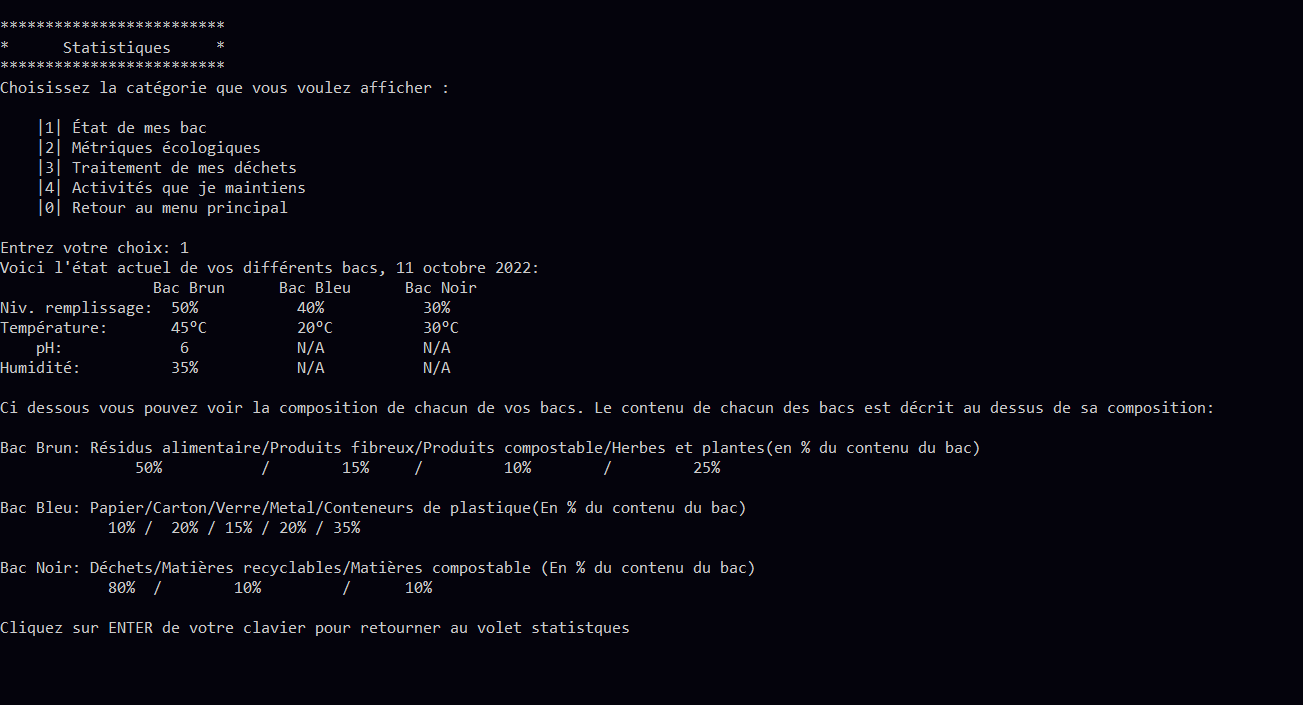 *************************
*      Statistiques     *
*************************
Choisissez la catégorie que vous voulez afficher :
|1| État de mes bac
|2| Métriques écologiques
|3| Traitement de mes déchets
|4| Activités que je maintiens
|0| Retour au menu principal
Entrez votre choix: 1
Voici l'état actuel de vos différents bacs, 11 octobre 2022:
Bac Brun      Bac Bleu      Bac Noir
Niv. remplissage:  50%           40%           30%
Température:       45°C          20°C          30°C
pH:             6            N/A           N/A
Humidité:          35%           N/A           N/A
Ci dessous vous pouvez voir la composition de chacun de vos bacs. Le contenu de chacun des bacs est décrit au dessus de sa composition:
Bac Brun: Résidus alimentaire/Produits fibreux/Produits compostable/Herbes et plantes(en % du contenu du bac)
50%           /        15%     /         10%        /         25%
Bac Bleu: Papier/Carton/Verre/Metal/Conteneurs de plastique(En % du contenu du bac)
10% /  20% / 15% / 20% / 35%
Bac Noir: Déchets/Matières recyclables/Matières compostable (En % du contenu du bac)
80%  /        10%         /      10%
Cliquez sur ENTER de votre clavier pour retourner au volet statistques